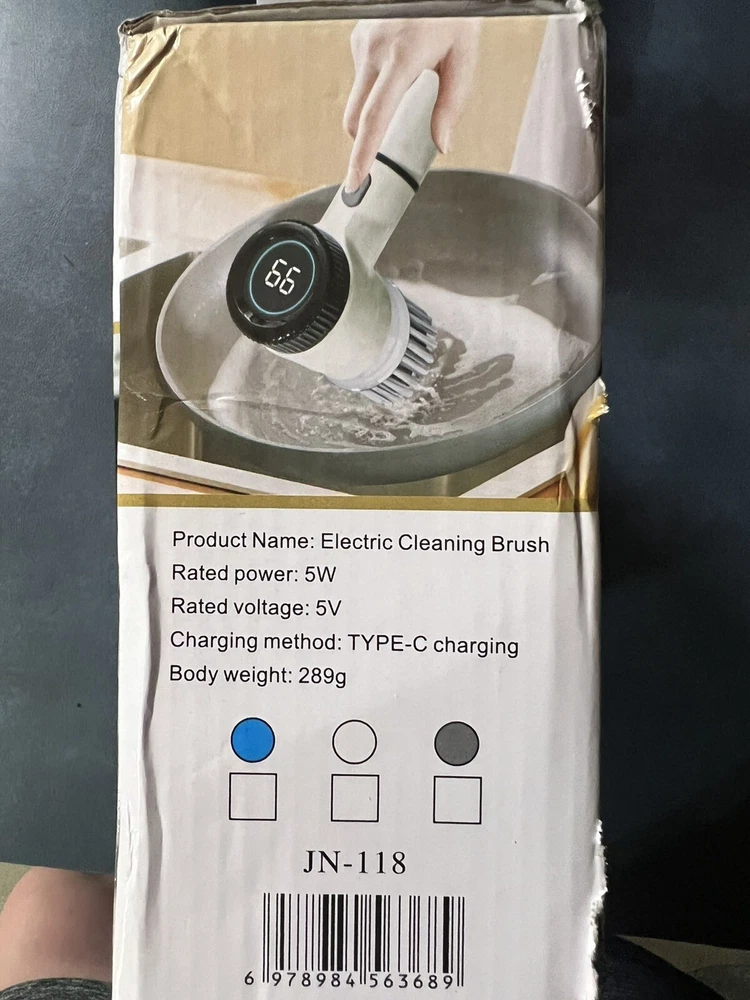 66
Product Name: Electric Cleaning Brush
Rated power: 5W
Rated voltage: 5V
Charging method: TYPE-C charging
Body weight: 289g
JN-118
6 978984 563689